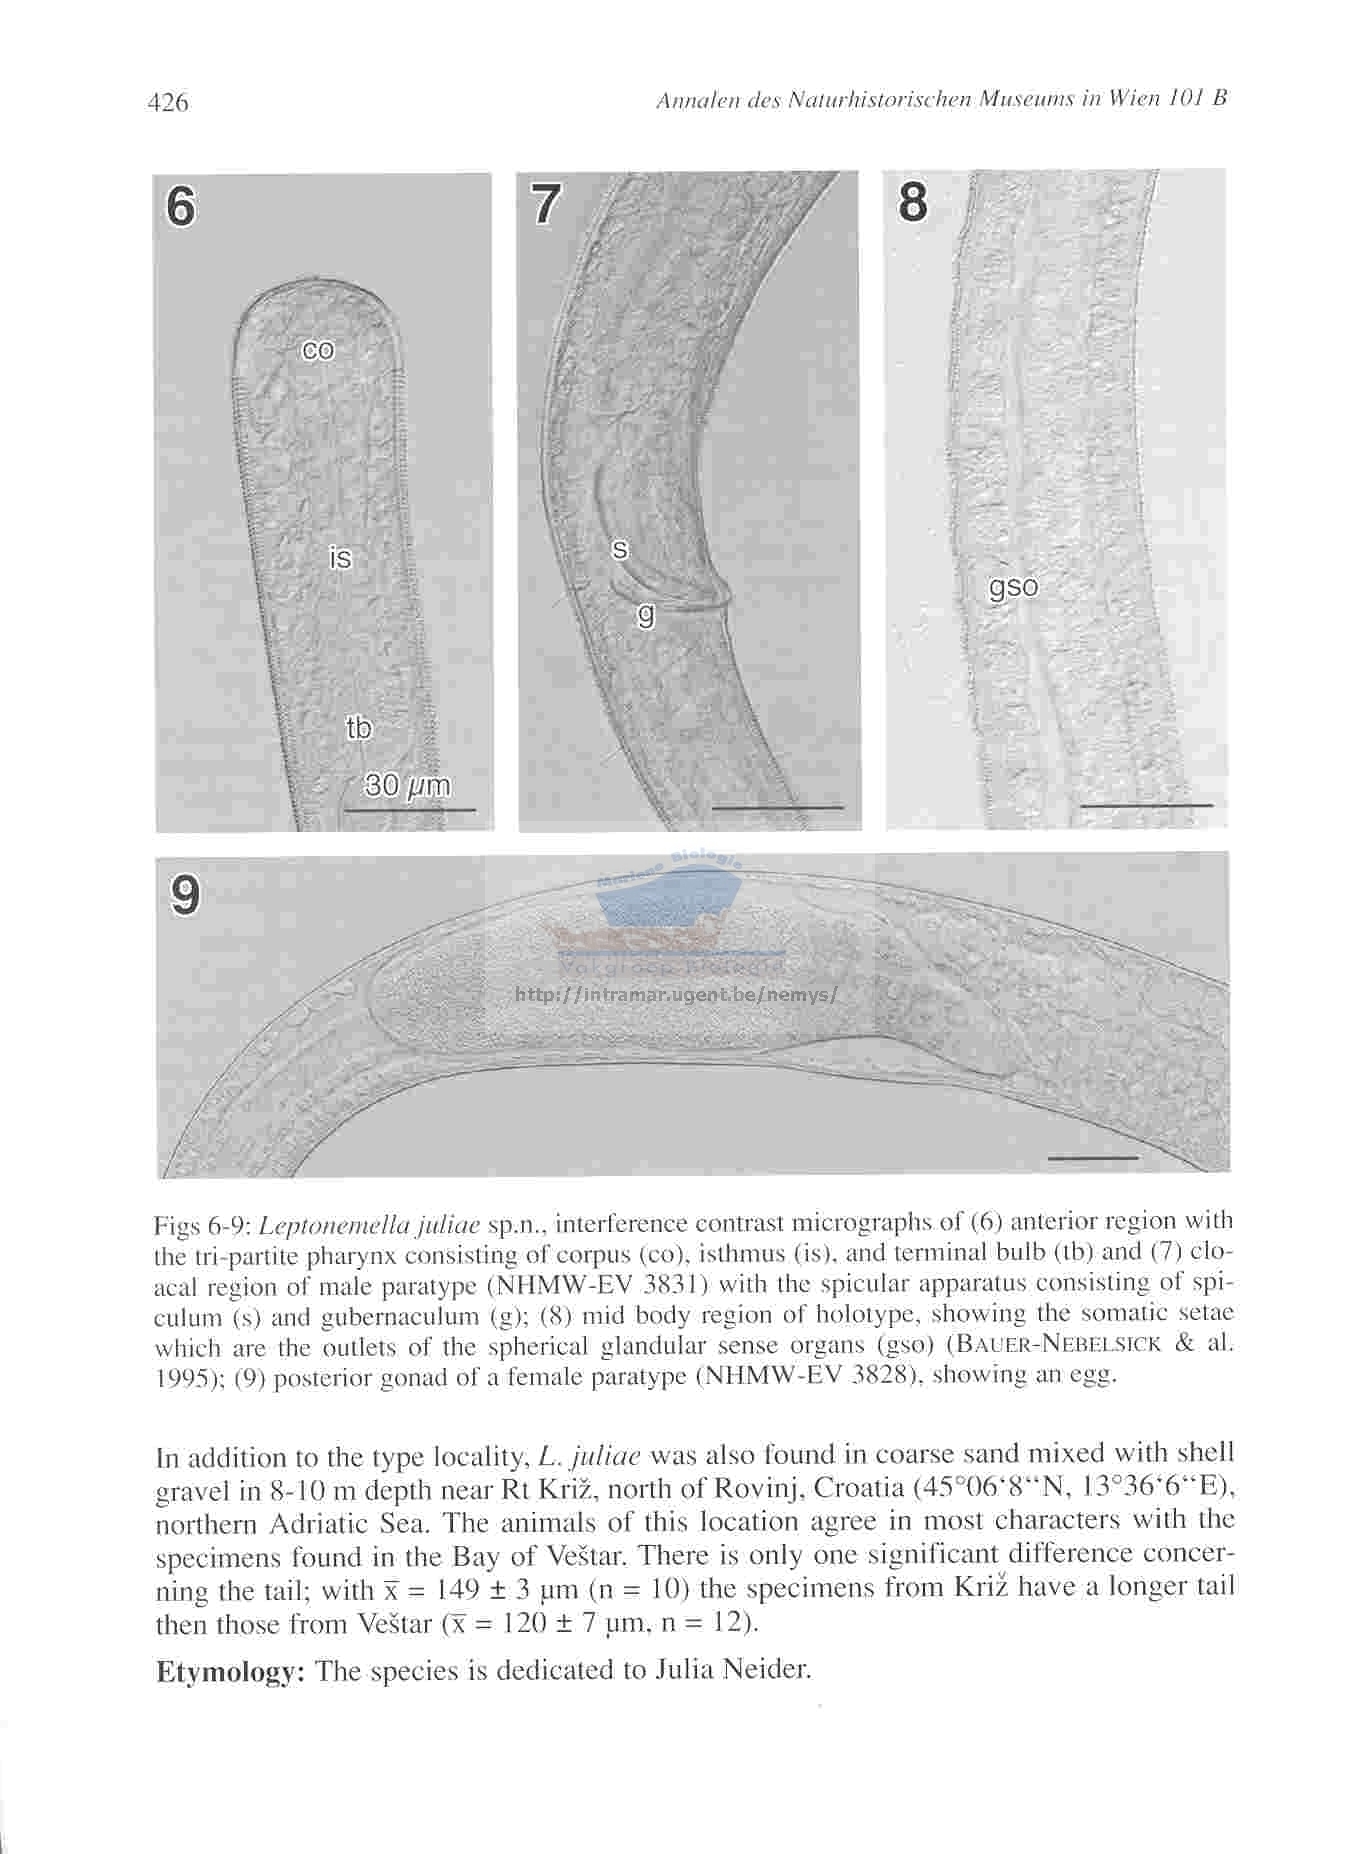 426
Annalen des Naturhistorischen Museums in Wien 101 B
6
7
8
co
is
tb
30 µm
s
g
gso
9
Mariene Biologie
Vakgroep Biologie
http://intramar.ugent.be/nemys/
Figs 6-9: Leptonemella juliae sp.n., interference contrast micrographs of (6) anterior region with
the tri-partite pharynx consisting of corpus (co), isthmus (is), and terminal bulb (tb) and (7) clo-
acal region of male paratype (NHMW-EV 3831) with the spicular apparatus consisting of spi-
culum (s) and gubernaculum (g); (8) mid body region of holotype, showing the somatic setae
which are the outlets of the spherical glandular sense organs (gso) (BAUER-NEBELSICK & al.
1995); (9) posterior gonad of a female paratype (NHMW-EV 3828), showing an egg.
In addition to the type locality, L. juliae was also found in coarse sand mixed with shell
gravel in 8-10 m depth near Rt Križ, north of Rovinj, Croatia (45°06‘8“N, 13°36‘6“E),
northern Adriatic Sea. The animals of this location agree in most characters with the
specimens found in the Bay of Veštar. There is only one significant difference concer-
ning the tail; with x̅ = 149 ± 3 µm (n = 10) the specimens from Križ have a longer tail
then those from Veštar (x̅ = 120 ± 7 µm, n = 12).
Etymology: The species is dedicated to Julia Neider.